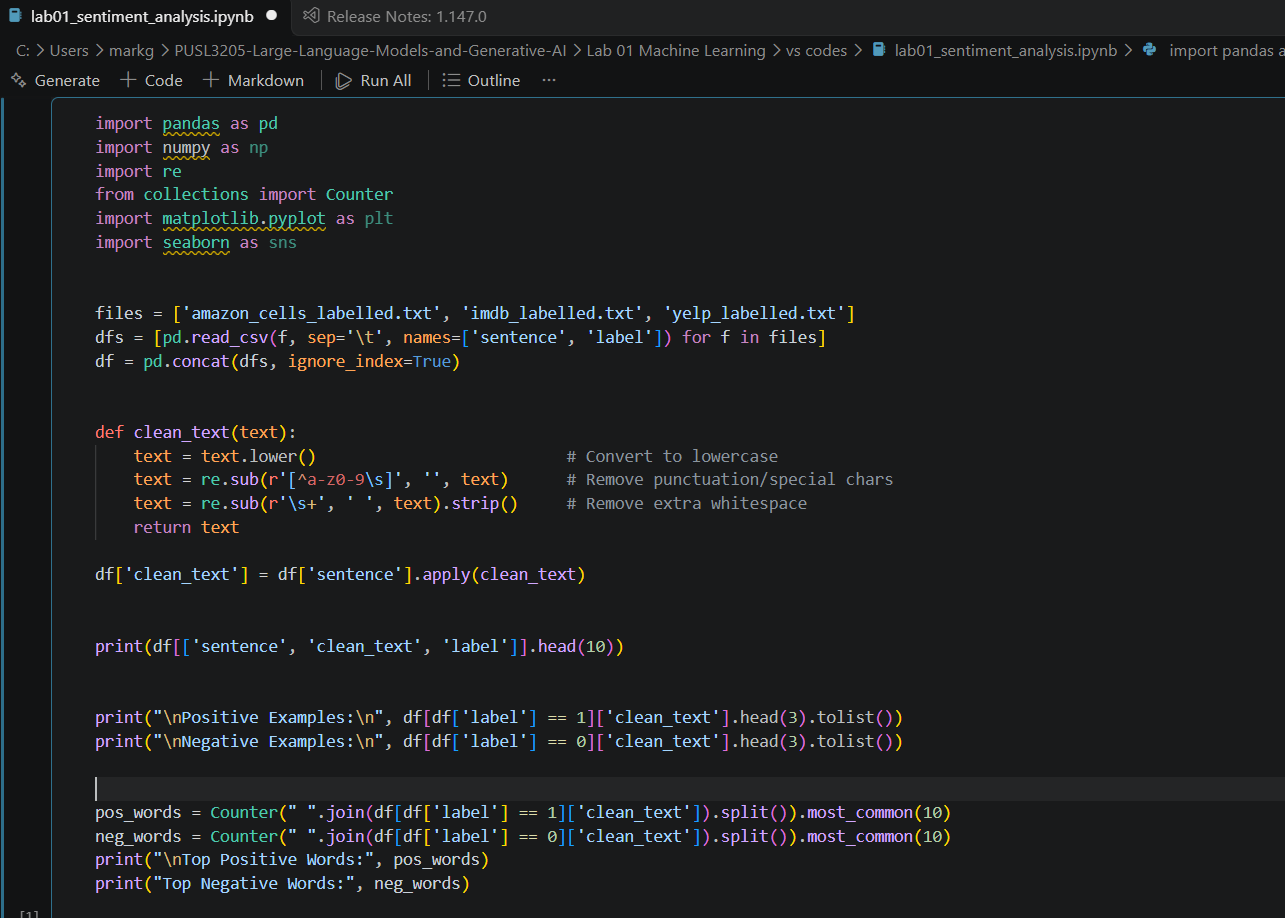 lab01_sentiment_analysis.ipynb ● Release Notes: 1.147.0
C: > Users > markg > PUSL3205-Large-Language-Models-and-Generative-AI > Lab 01 Machine Learning > vs codes > lab01_sentiment_analysis.ipynb > import pandas a
Generate + Code + Markdown Run All Outline ...
import pandas as pd
import numpy as np
import re
from collections import Counter
import matplotlib.pyplot as plt
import seaborn as sns
files = ['amazon_cells_labelled.txt', 'imdb_labelled.txt', 'yelp_labelled.txt']
dfs = [pd.read_csv(f, sep='\t', names=['sentence', 'label']) for f in files]
df = pd.concat(dfs, ignore_index=True)
def clean_text(text):
    text = text.lower()                          # Convert to lowercase
    text = re.sub(r'[^a-z0-9\s]', '', text)      # Remove punctuation/special chars
    text = re.sub(r'\s+', ' ', text).strip()     # Remove extra whitespace
    return text
df['clean_text'] = df['sentence'].apply(clean_text)
print(df[['sentence', 'clean_text', 'label']].head(10))
print("\nPositive Examples:\n", df[df['label'] == 1]['clean_text'].head(3).tolist())
print("\nNegative Examples:\n", df[df['label'] == 0]['clean_text'].head(3).tolist())
pos_words = Counter(" ".join(df[df['label'] == 1]['clean_text']).split()).most_common(10)
neg_words = Counter(" ".join(df[df['label'] == 0]['clean_text']).split()).most_common(10)
print("\nTop Positive Words:", pos_words)
print("Top Negative Words:", neg_words)
[1]